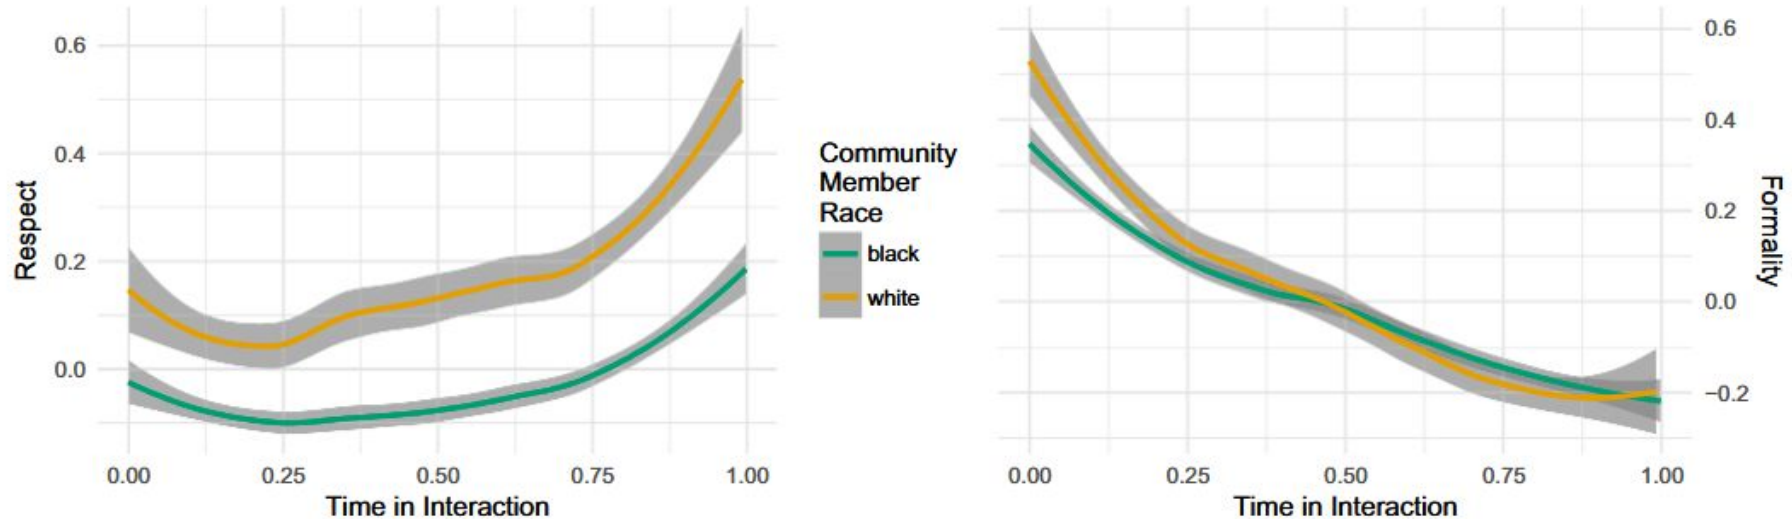 0.6
0.4
0.2
0.0
Respect
0.00 0.25 0.50 0.75 1.00
Time in Interaction
Community
Member
Race
black
white
0.6
0.4
0.2
0.0
−0.2
Formality
0.00 0.25 0.50 0.75 1.00
Time in Interaction